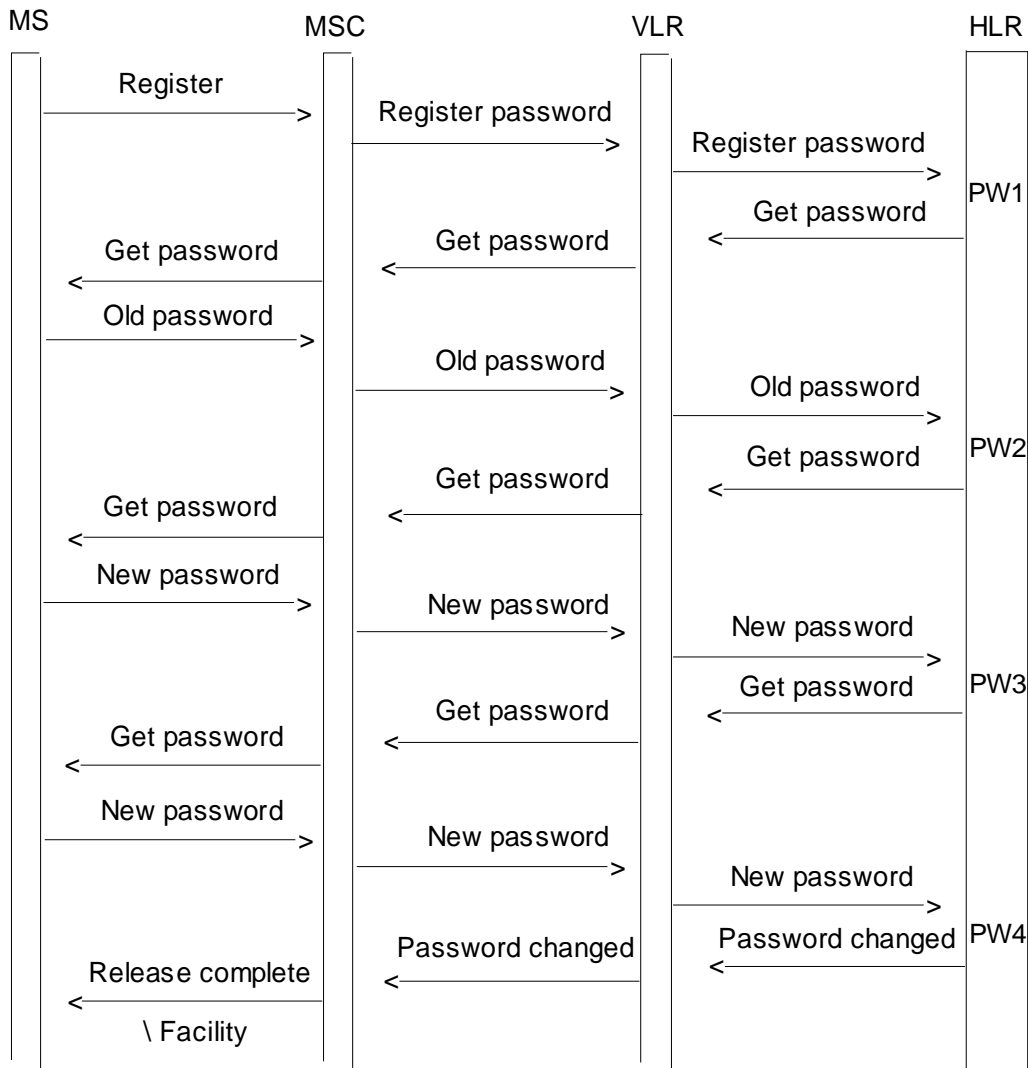 MS
MSC
VLR
HLR
Register
Register password
Register password
PW1
Get password
Get password
Get password
Old password
Old password
Old password
PW2
Get password
Get password
Get password
New password
New password
New password
PW3
Get password
Get password
Get password
New password
New password
New password
PW4
Password changed
Password changed
Release complete
\ Facility